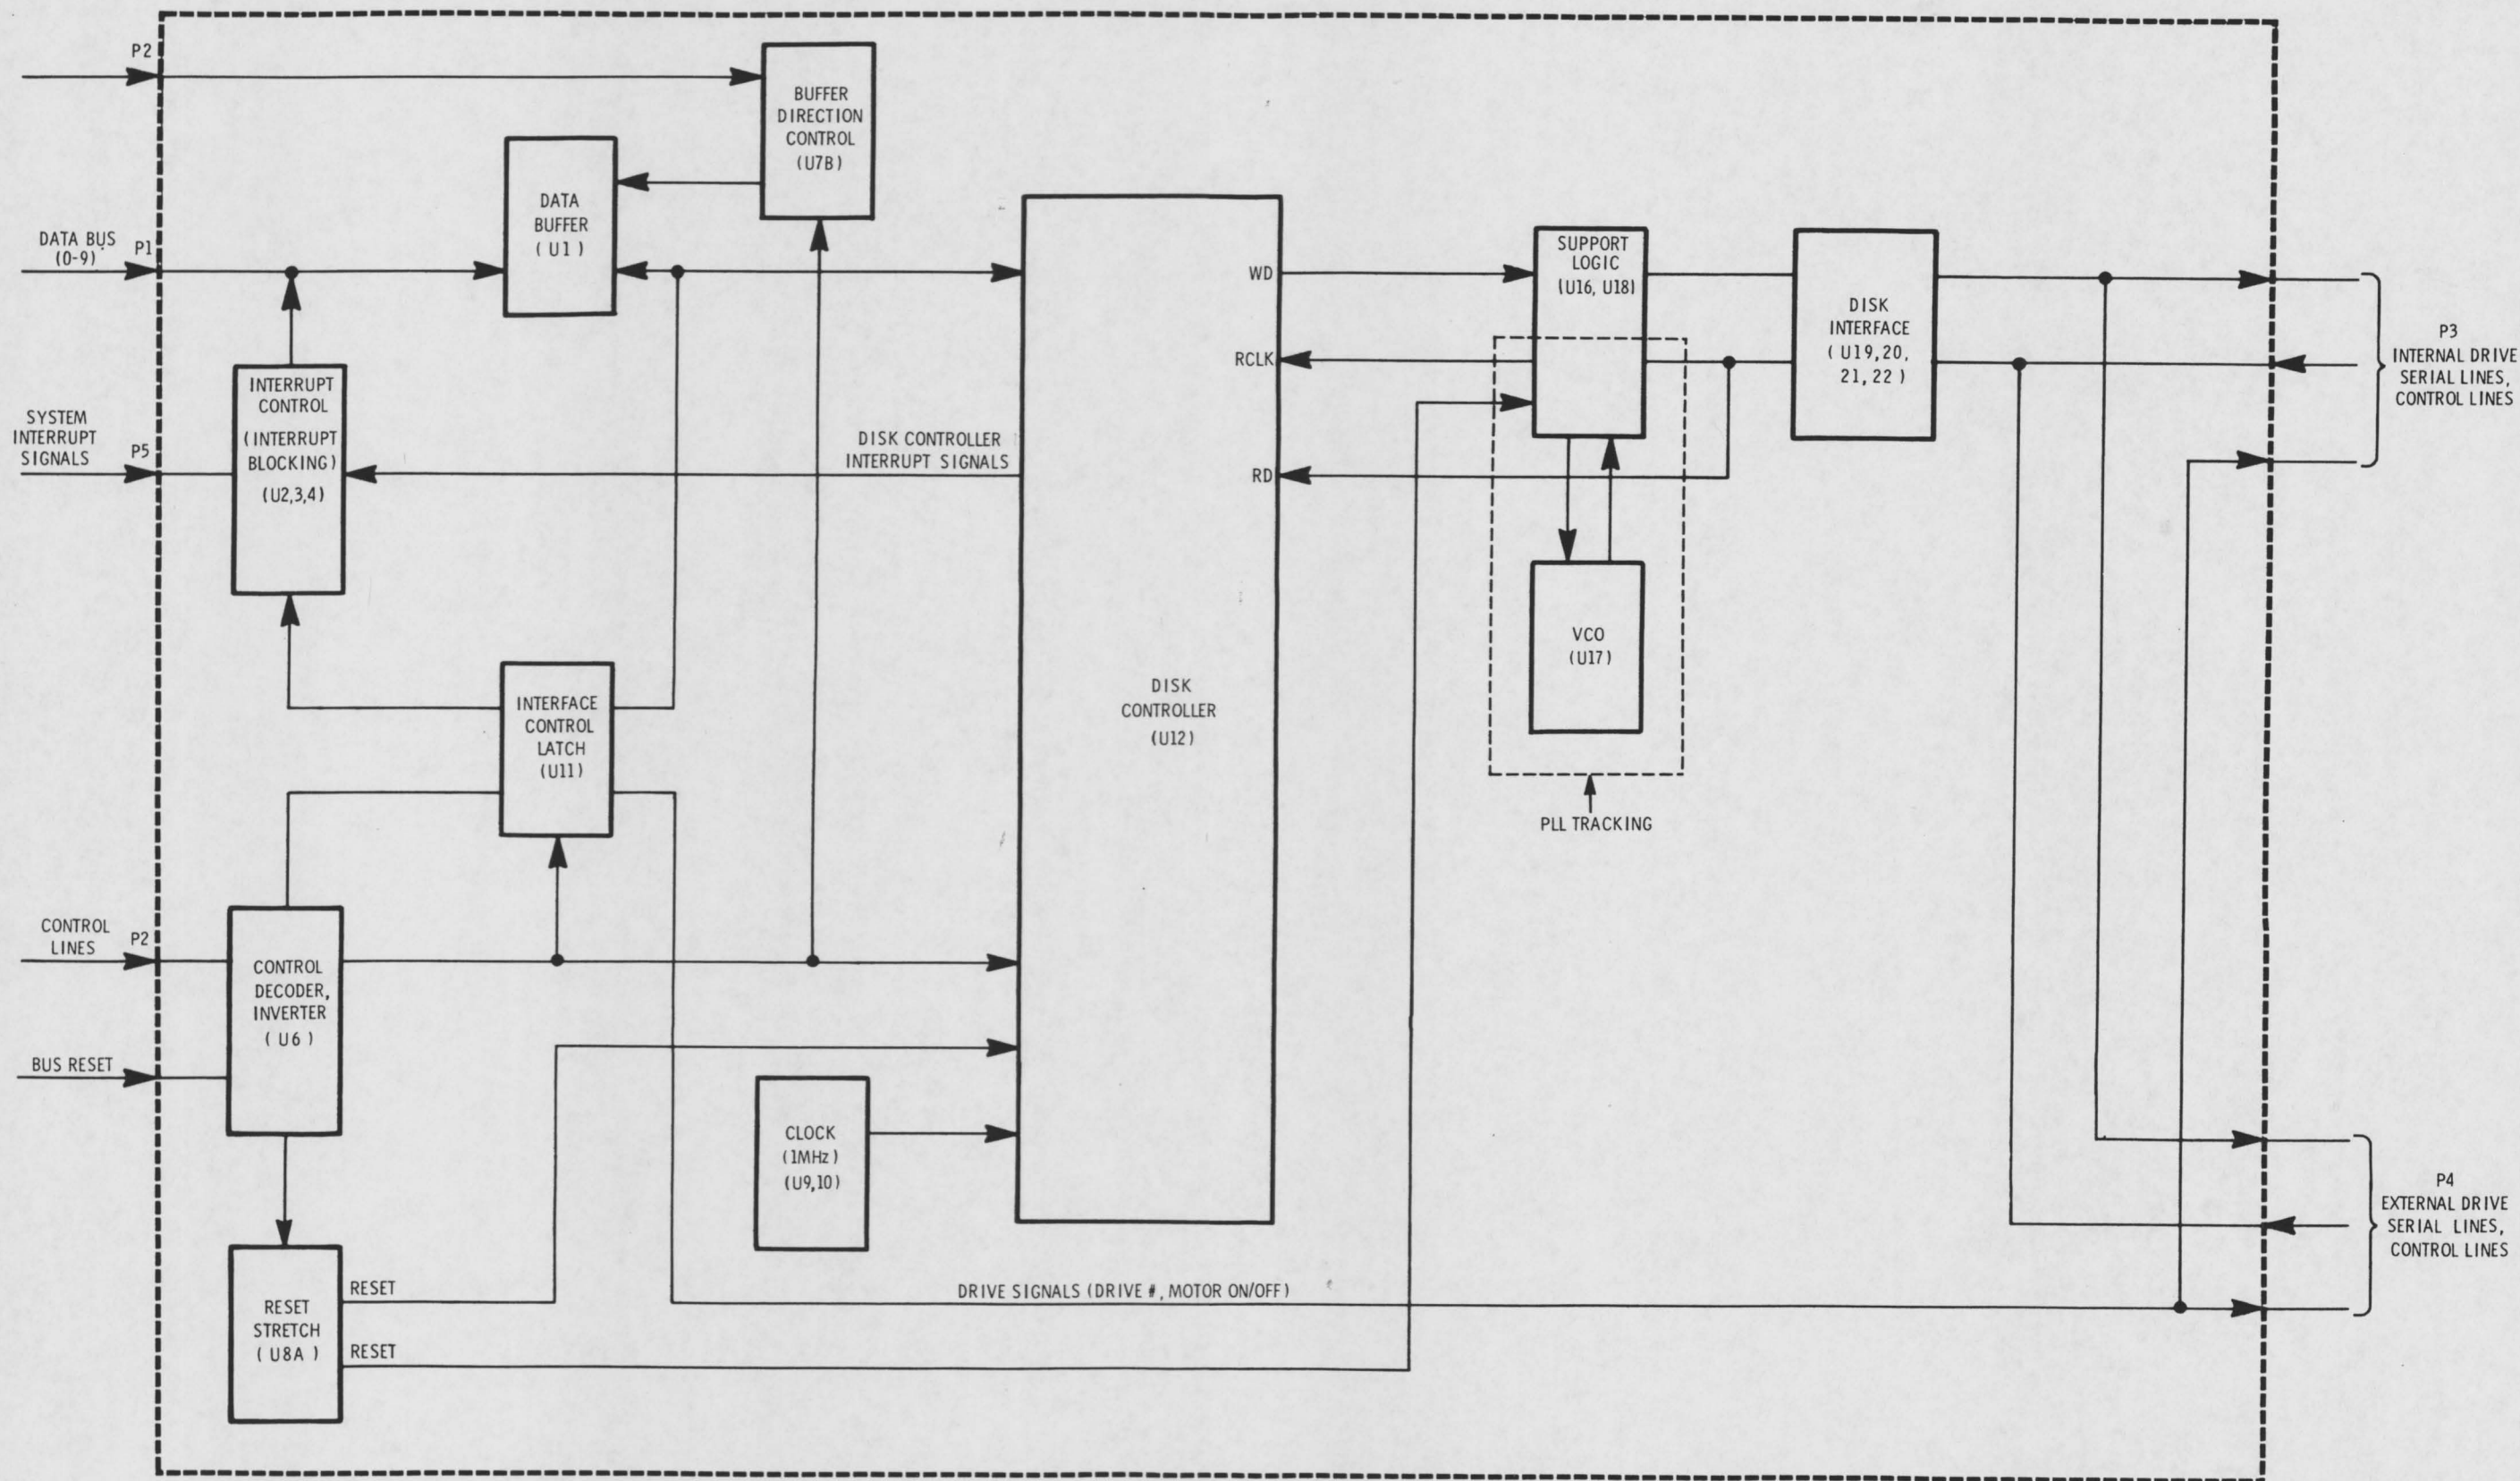 P2
BUFFER
DIRECTION
CONTROL
(U7B)
DATA
BUFFER
(U1)
DATA BUS
(0-9)
P1
INTERRUPT
CONTROL
(INTERRUPT
BLOCKING)
(U2,3,4)
SYSTEM
INTERRUPT
SIGNALS
P5
DISK CONTROLLER
INTERRUPT SIGNALS
INTERFACE
CONTROL
LATCH
(U11)
CONTROL
LINES
P2
CONTROL
DECODER,
INVERTER
(U6)
BUS RESET
CLOCK
(1MHz)
(U9,10)
RESET
STRETCH
(U8A)
RESET
RESET
DISK
CONTROLLER
(U12)
WD
RCLK
RD
SUPPORT
LOGIC
(U16, U18)
VCO
(U17)
PLL TRACKING
DISK
INTERFACE
(U19,20,
21,22)
DRIVE SIGNALS (DRIVE #, MOTOR ON/OFF)
P3
INTERNAL DRIVE
SERIAL LINES,
CONTROL LINES
P4
EXTERNAL DRIVE
SERIAL LINES,
CONTROL LINES